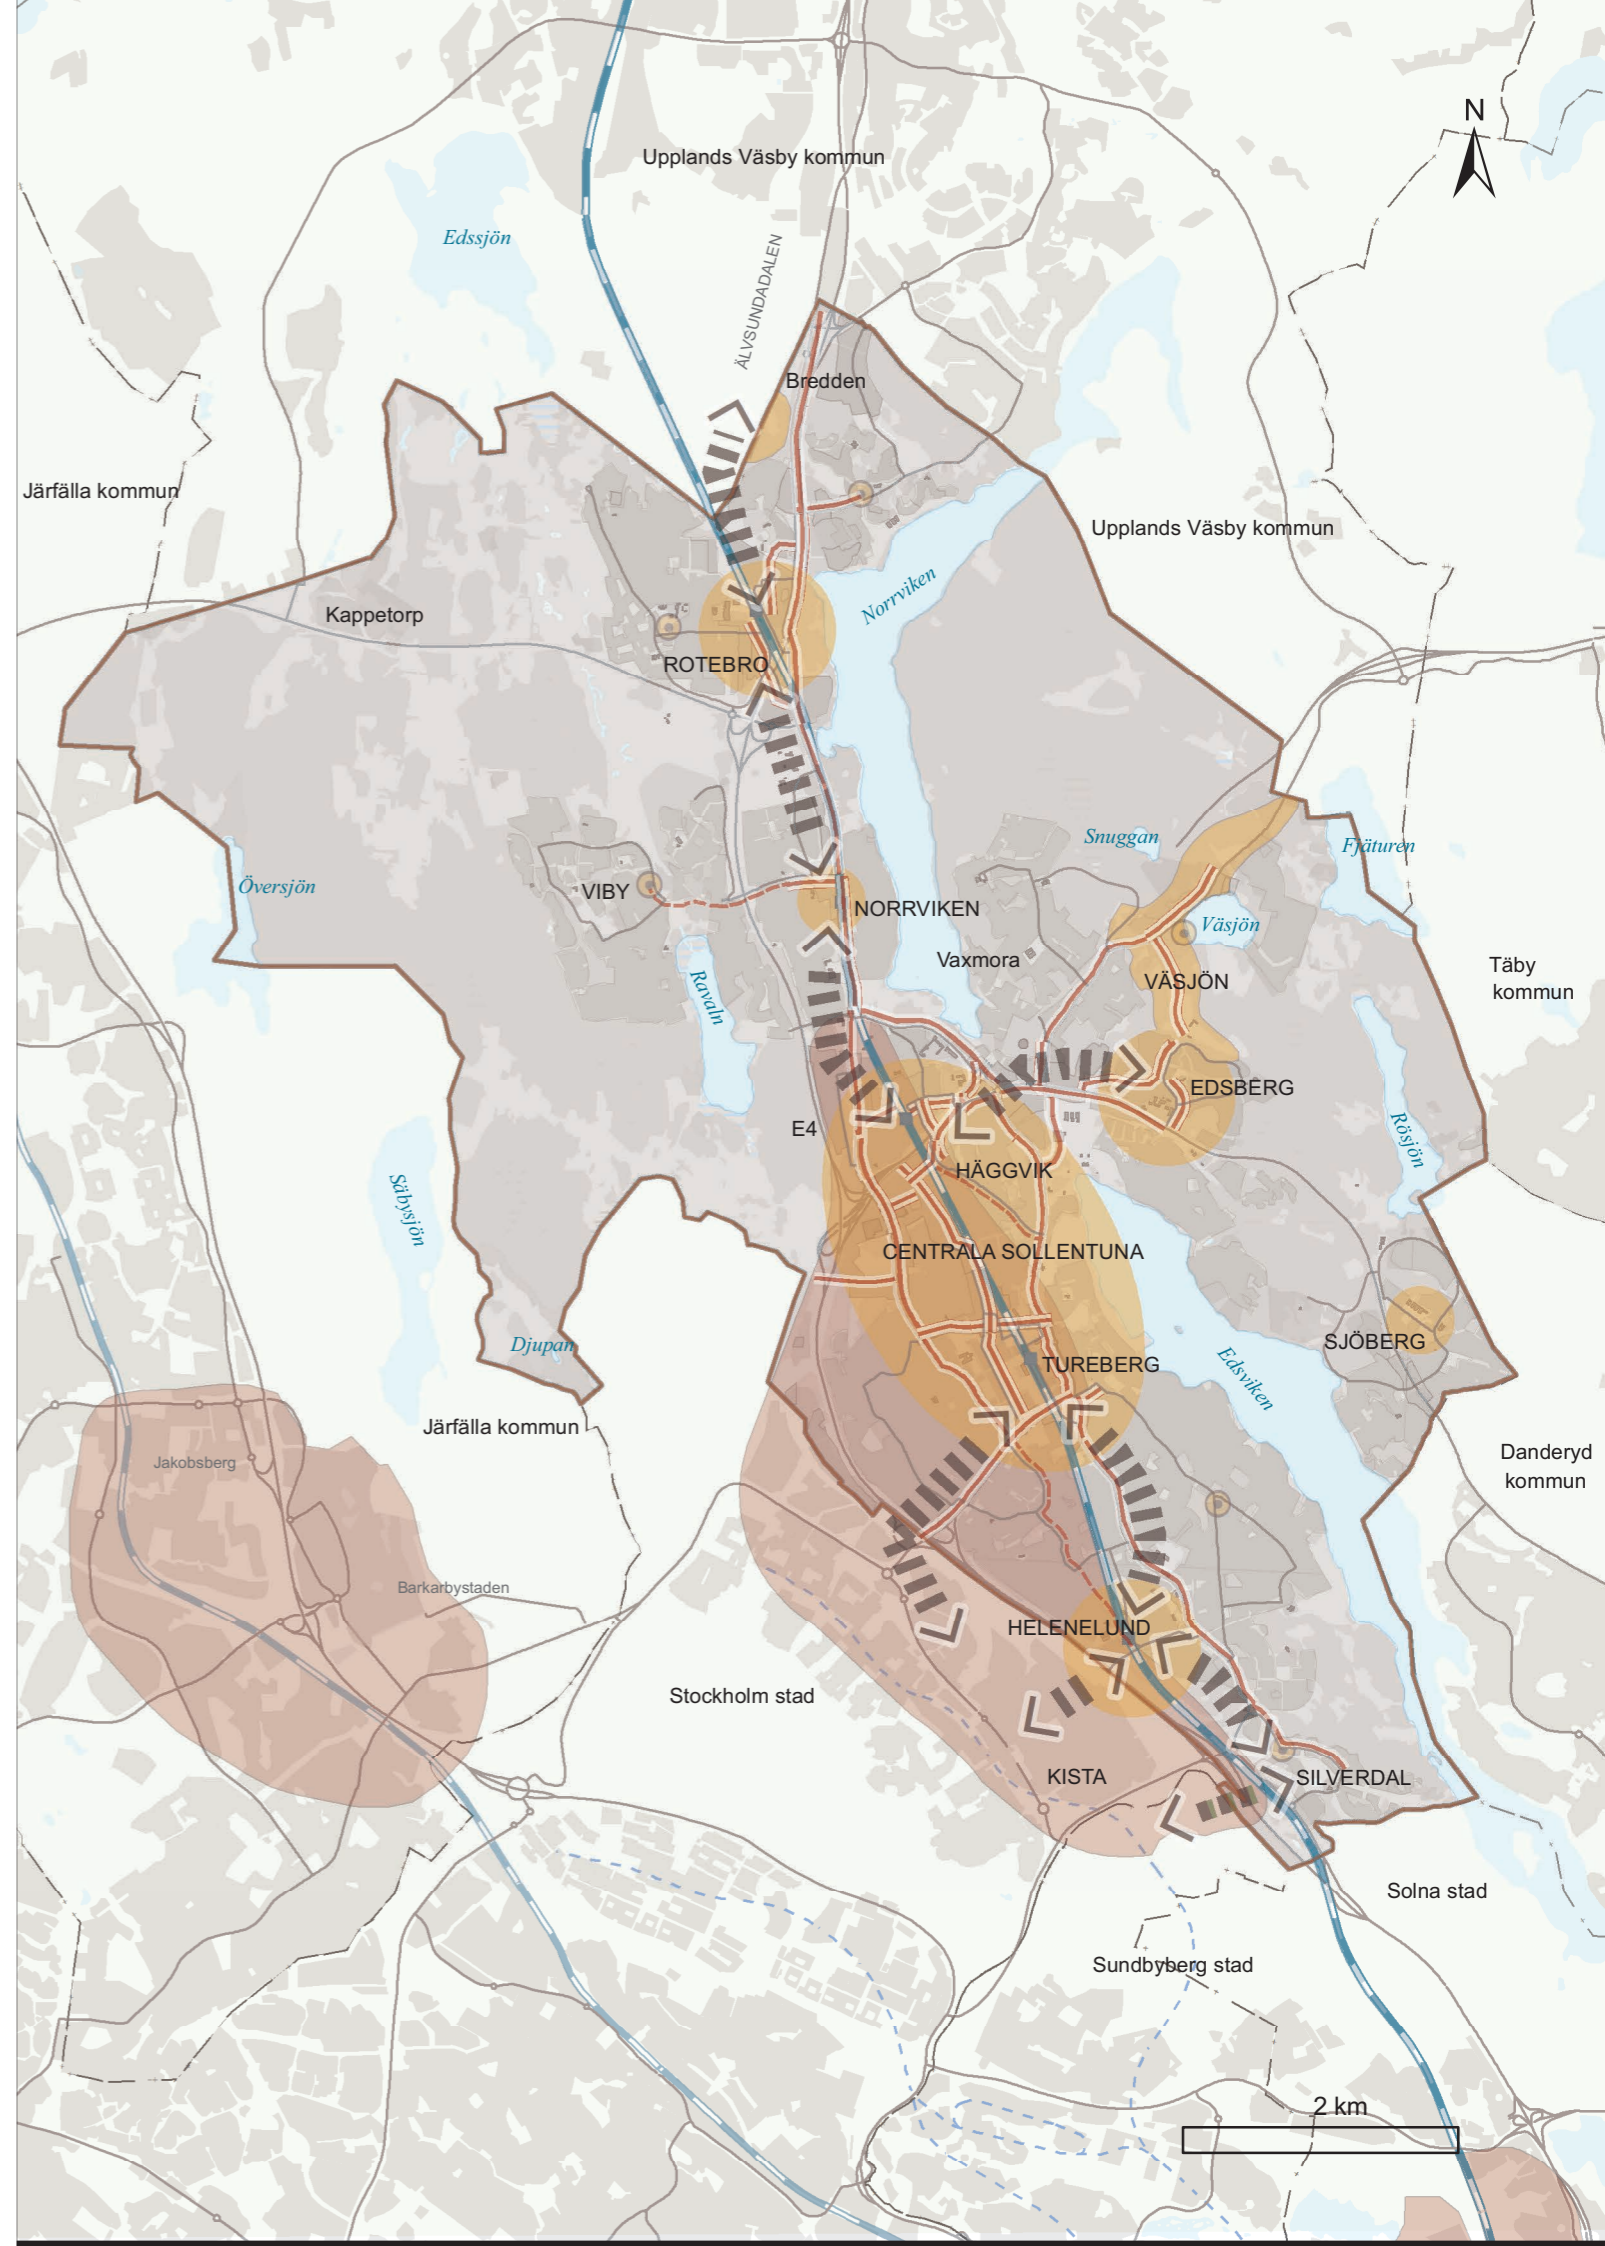 N
Upplands Väsby kommun
Edssjön
ÄLVSUNDADALEN
Bredden
Järfälla kommun
Upplands Väsby kommun
Norrviken
Kappetorp
ROTEBRO
Snuggan
Fjäturen
Översjön
VIBY
NORRVIKEN
Väsjön
Vaxmora
Täby
kommun
VÄSJÖN
Ravaln
EDSBERG
E4
Rösjön
HÄGGVIK
Säbysjön
CENTRALA SOLLENTUNA
Djupan
SJÖBERG
TUREBERG
Edsviken
Järfälla kommun
Danderyd
kommun
Jakobsberg
Barkarbystaden
HELENELUND
Stockholm stad
KISTA
SILVERDAL
Solna stad
Sundbyberg stad
2 km